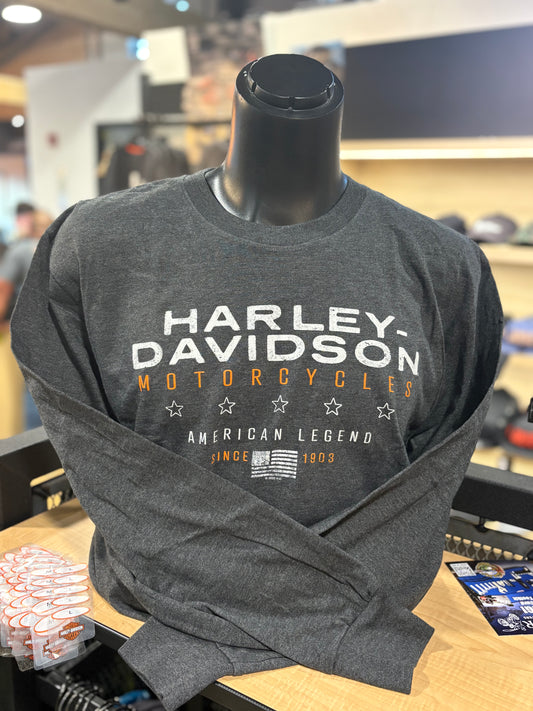 HARLEY-
DAVIDSON
MOTORCYCLES
AMERICAN LEGEND
SINCE 1903